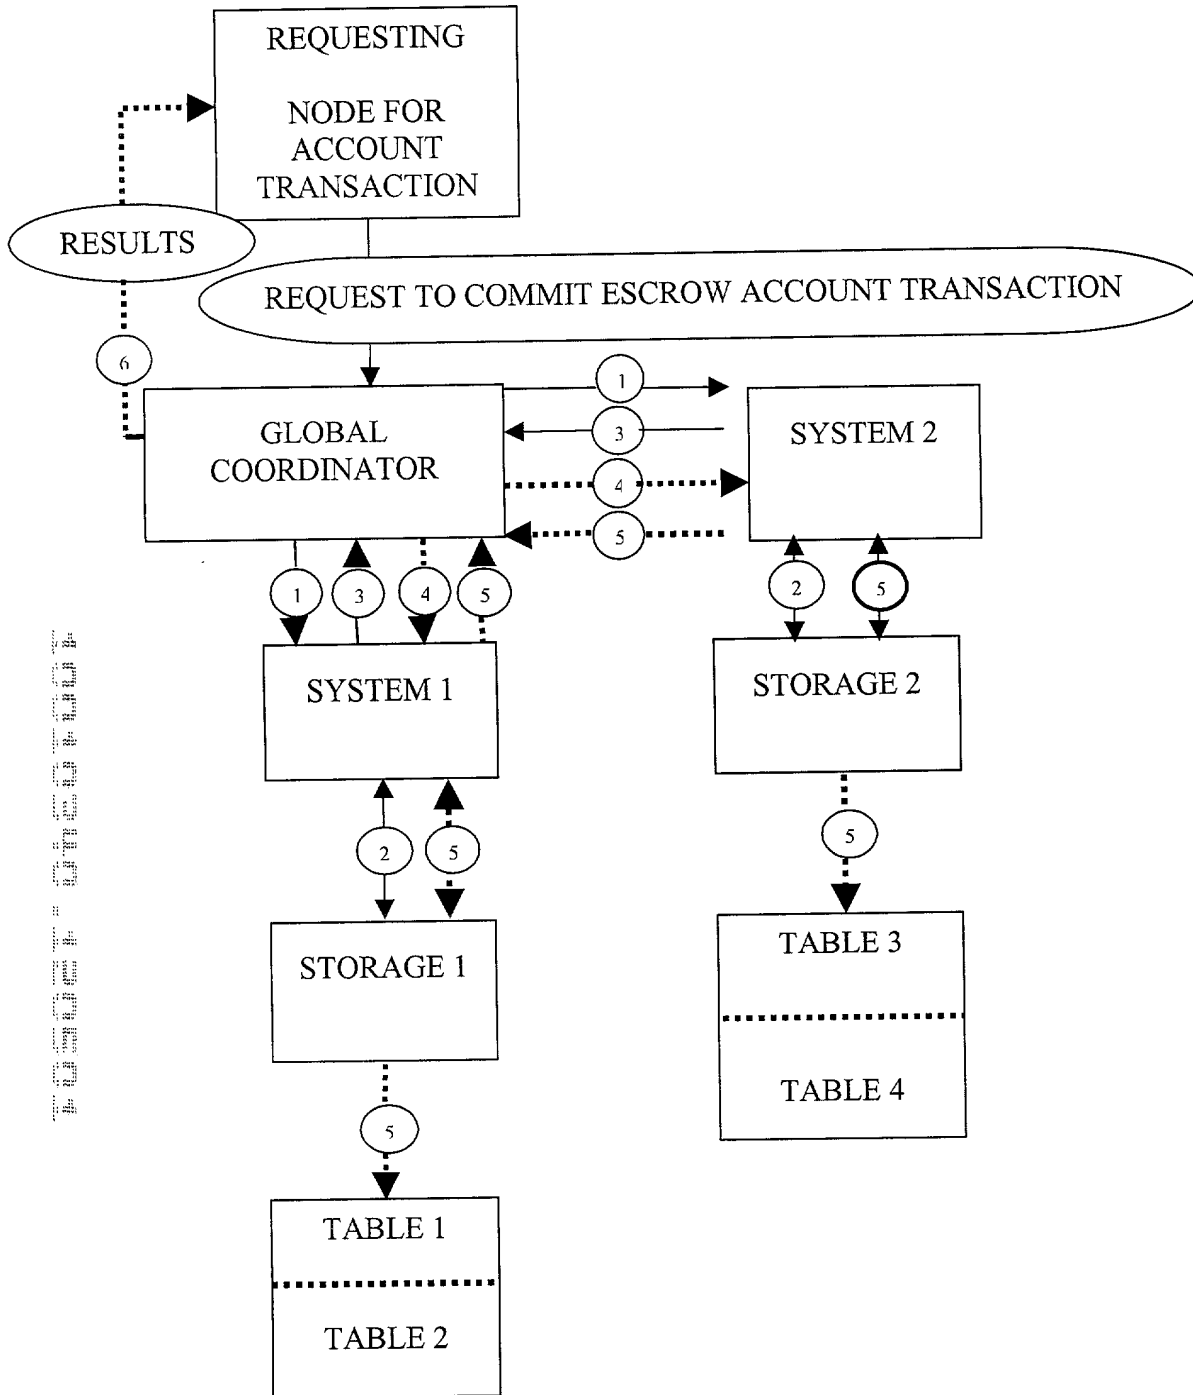 REQUESTING
NODE FOR
ACCOUNT
TRANSACTION
RESULTS
REQUEST TO COMMIT ESCROW ACCOUNT TRANSACTION
6
1
GLOBAL
COORDINATOR
3
SYSTEM 2
4
5
1
3
4
5
2
5
SYSTEM 1
STORAGE 2
2
5
5
STORAGE 1
TABLE 3
TABLE 4
5
TABLE 1
TABLE 2